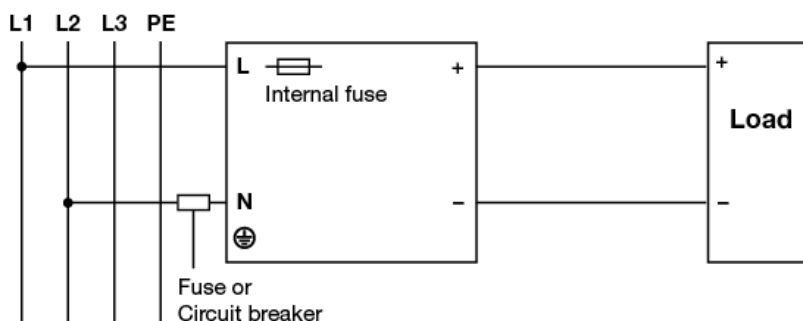 L1 L2 L3 PE
L + +
Internal fuse
Load
N − −
Fuse or
Circuit breaker